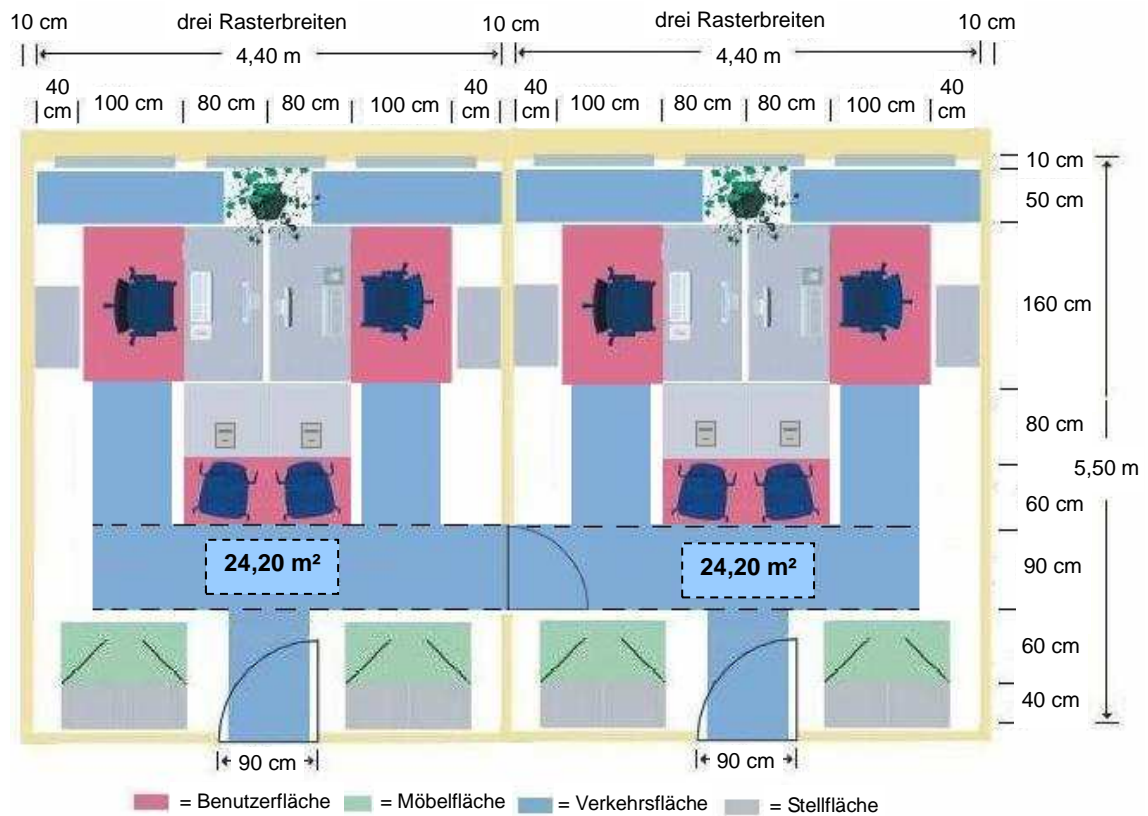 10 cm drei Rasterbreiten 10 cm drei Rasterbreiten 10 cm
4,40 m 4,40 m
40 cm 100 cm 80 cm 80 cm 100 cm 40 cm 40 cm 100 cm 80 cm 80 cm 100 cm 40 cm
10 cm
50 cm
160 cm
80 cm
5,50 m
60 cm
24,20 m² 24,20 m² 90 cm
60 cm
40 cm
90 cm 90 cm
= Benutzerfläche = Möbelfläche = Verkehrsfläche = Stellfläche